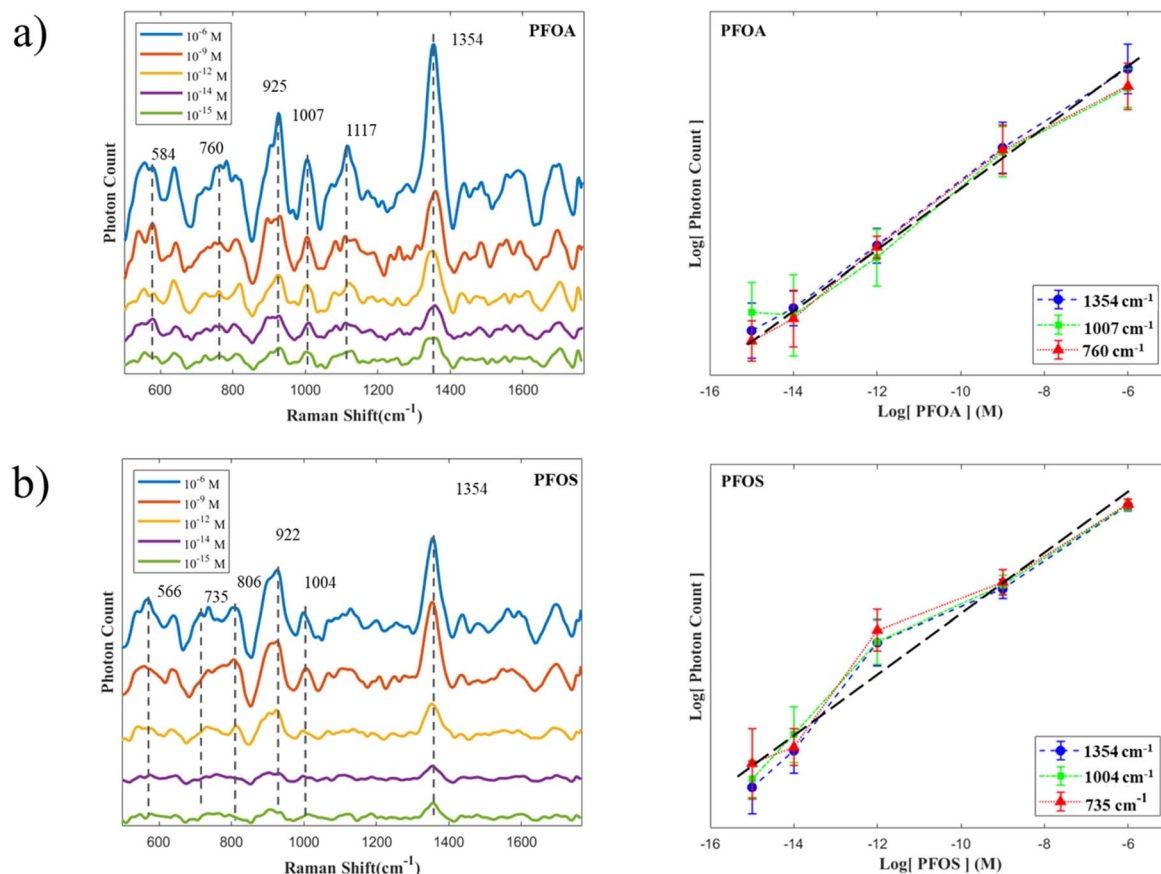 a)
PFOA
10⁻⁶ M
10⁻⁹ M
10⁻¹² M
10⁻¹⁴ M
10⁻¹⁵ M
1354
925
1007
1117
584
760
Photon Count
600 800 1000 1200 1400 1600
Raman Shift(cm⁻¹)
PFOA
Log[ Photon Count ]
1354 cm⁻¹
1007 cm⁻¹
760 cm⁻¹
-16 -14 -12 -10 -8 -6
Log[ PFOA ] (M)
b)
PFOS
10⁻⁶ M
10⁻⁹ M
10⁻¹² M
10⁻¹⁴ M
10⁻¹⁵ M
1354
922
566
735
806
1004
Photon Count
600 800 1000 1200 1400 1600
Raman Shift(cm⁻¹)
PFOS
Log[ Photon Count ]
1354 cm⁻¹
1004 cm⁻¹
735 cm⁻¹
-16 -14 -12 -10 -8 -6
Log[ PFOS ] (M)